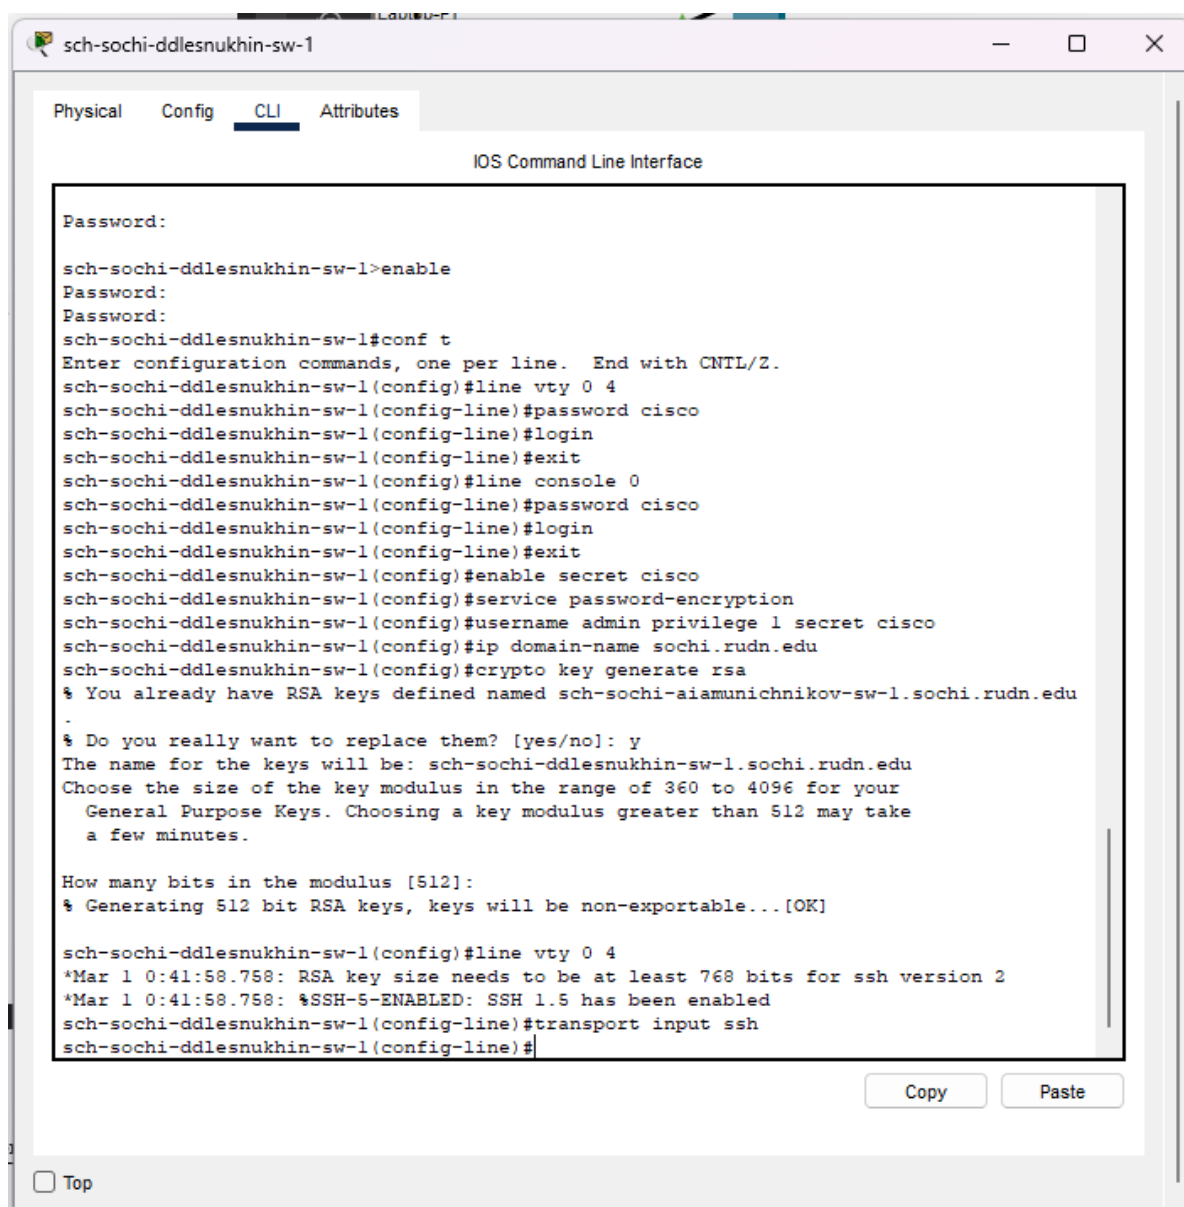 Laptop-PT
sch-sochi-ddlesnukhin-sw-1
Physical Config CLI Attributes
IOS Command Line Interface
Password:
sch-sochi-ddlesnukhin-sw-1>enable
Password:
Password:
sch-sochi-ddlesnukhin-sw-1#conf t
Enter configuration commands, one per line.  End with CNTL/Z.
sch-sochi-ddlesnukhin-sw-1(config)#line vty 0 4
sch-sochi-ddlesnukhin-sw-1(config-line)#password cisco
sch-sochi-ddlesnukhin-sw-1(config-line)#login
sch-sochi-ddlesnukhin-sw-1(config-line)#exit
sch-sochi-ddlesnukhin-sw-1(config)#line console 0
sch-sochi-ddlesnukhin-sw-1(config-line)#password cisco
sch-sochi-ddlesnukhin-sw-1(config-line)#login
sch-sochi-ddlesnukhin-sw-1(config-line)#exit
sch-sochi-ddlesnukhin-sw-1(config)#enable secret cisco
sch-sochi-ddlesnukhin-sw-1(config)#service password-encryption
sch-sochi-ddlesnukhin-sw-1(config)#username admin privilege 1 secret cisco
sch-sochi-ddlesnukhin-sw-1(config)#ip domain-name sochi.rudn.edu
sch-sochi-ddlesnukhin-sw-1(config)#crypto key generate rsa
% You already have RSA keys defined named sch-sochi-aiamunichnikov-sw-1.sochi.rudn.edu
.
% Do you really want to replace them? [yes/no]: y
The name for the keys will be: sch-sochi-ddlesnukhin-sw-1.sochi.rudn.edu
Choose the size of the key modulus in the range of 360 to 4096 for your
  General Purpose Keys. Choosing a key modulus greater than 512 may take
  a few minutes.
How many bits in the modulus [512]:
% Generating 512 bit RSA keys, keys will be non-exportable...[OK]
sch-sochi-ddlesnukhin-sw-1(config)#line vty 0 4
*Mar 1 0:41:58.758: RSA key size needs to be at least 768 bits for ssh version 2
*Mar 1 0:41:58.758: %SSH-5-ENABLED: SSH 1.5 has been enabled
sch-sochi-ddlesnukhin-sw-1(config-line)#transport input ssh
sch-sochi-ddlesnukhin-sw-1(config-line)#
Copy Paste
Top